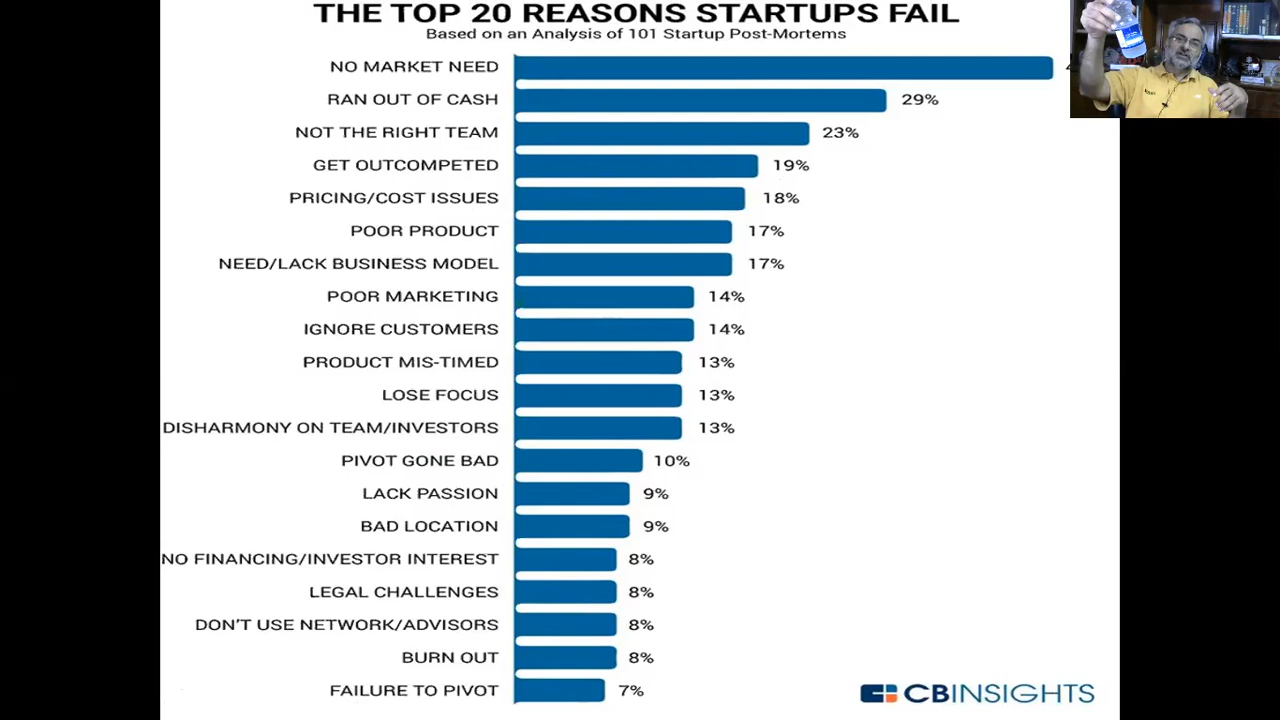 THE TOP 20 REASONS STARTUPS FAIL
Based on an Analysis of 101 Startup Post-Mortems
NO MARKET NEED
RAN OUT OF CASH 29%
NOT THE RIGHT TEAM 23%
GET OUTCOMPETED 19%
PRICING/COST ISSUES 18%
POOR PRODUCT 17%
NEED/LACK BUSINESS MODEL 17%
POOR MARKETING 14%
IGNORE CUSTOMERS 14%
PRODUCT MIS-TIMED 13%
LOSE FOCUS 13%
DISHARMONY ON TEAM/INVESTORS 13%
PIVOT GONE BAD 10%
LACK PASSION 9%
BAD LOCATION 9%
NO FINANCING/INVESTOR INTEREST 8%
LEGAL CHALLENGES 8%
DON'T USE NETWORK/ADVISORS 8%
BURN OUT 8%
FAILURE TO PIVOT 7%
CBINSIGHTS